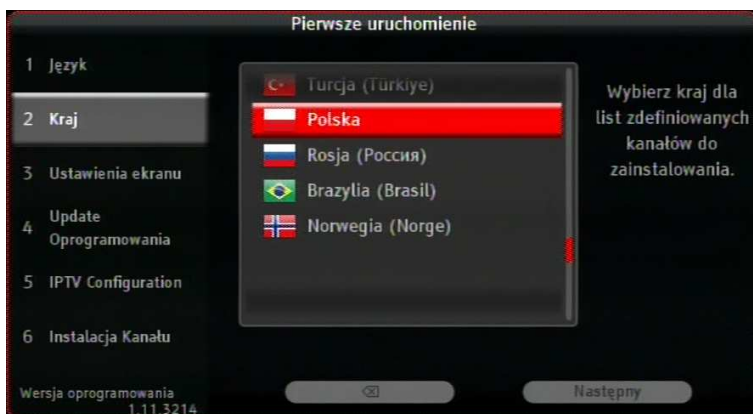 Pierwsze uruchomienie
1 Język
2 Kraj
3 Ustawienia ekranu
4 Update
Oprogramowania
5 IPTV Configuration
6 Instalacja Kanału
Wersja oprogramowania
1.11.3214
Turcja (Türkiye)
Polska
Rosja (Россия)
Brazylia (Brasil)
Norwegia (Norge)
Wybierz kraj dla
list zdefiniowanych
kanałów do
zainstalowania.
Następny